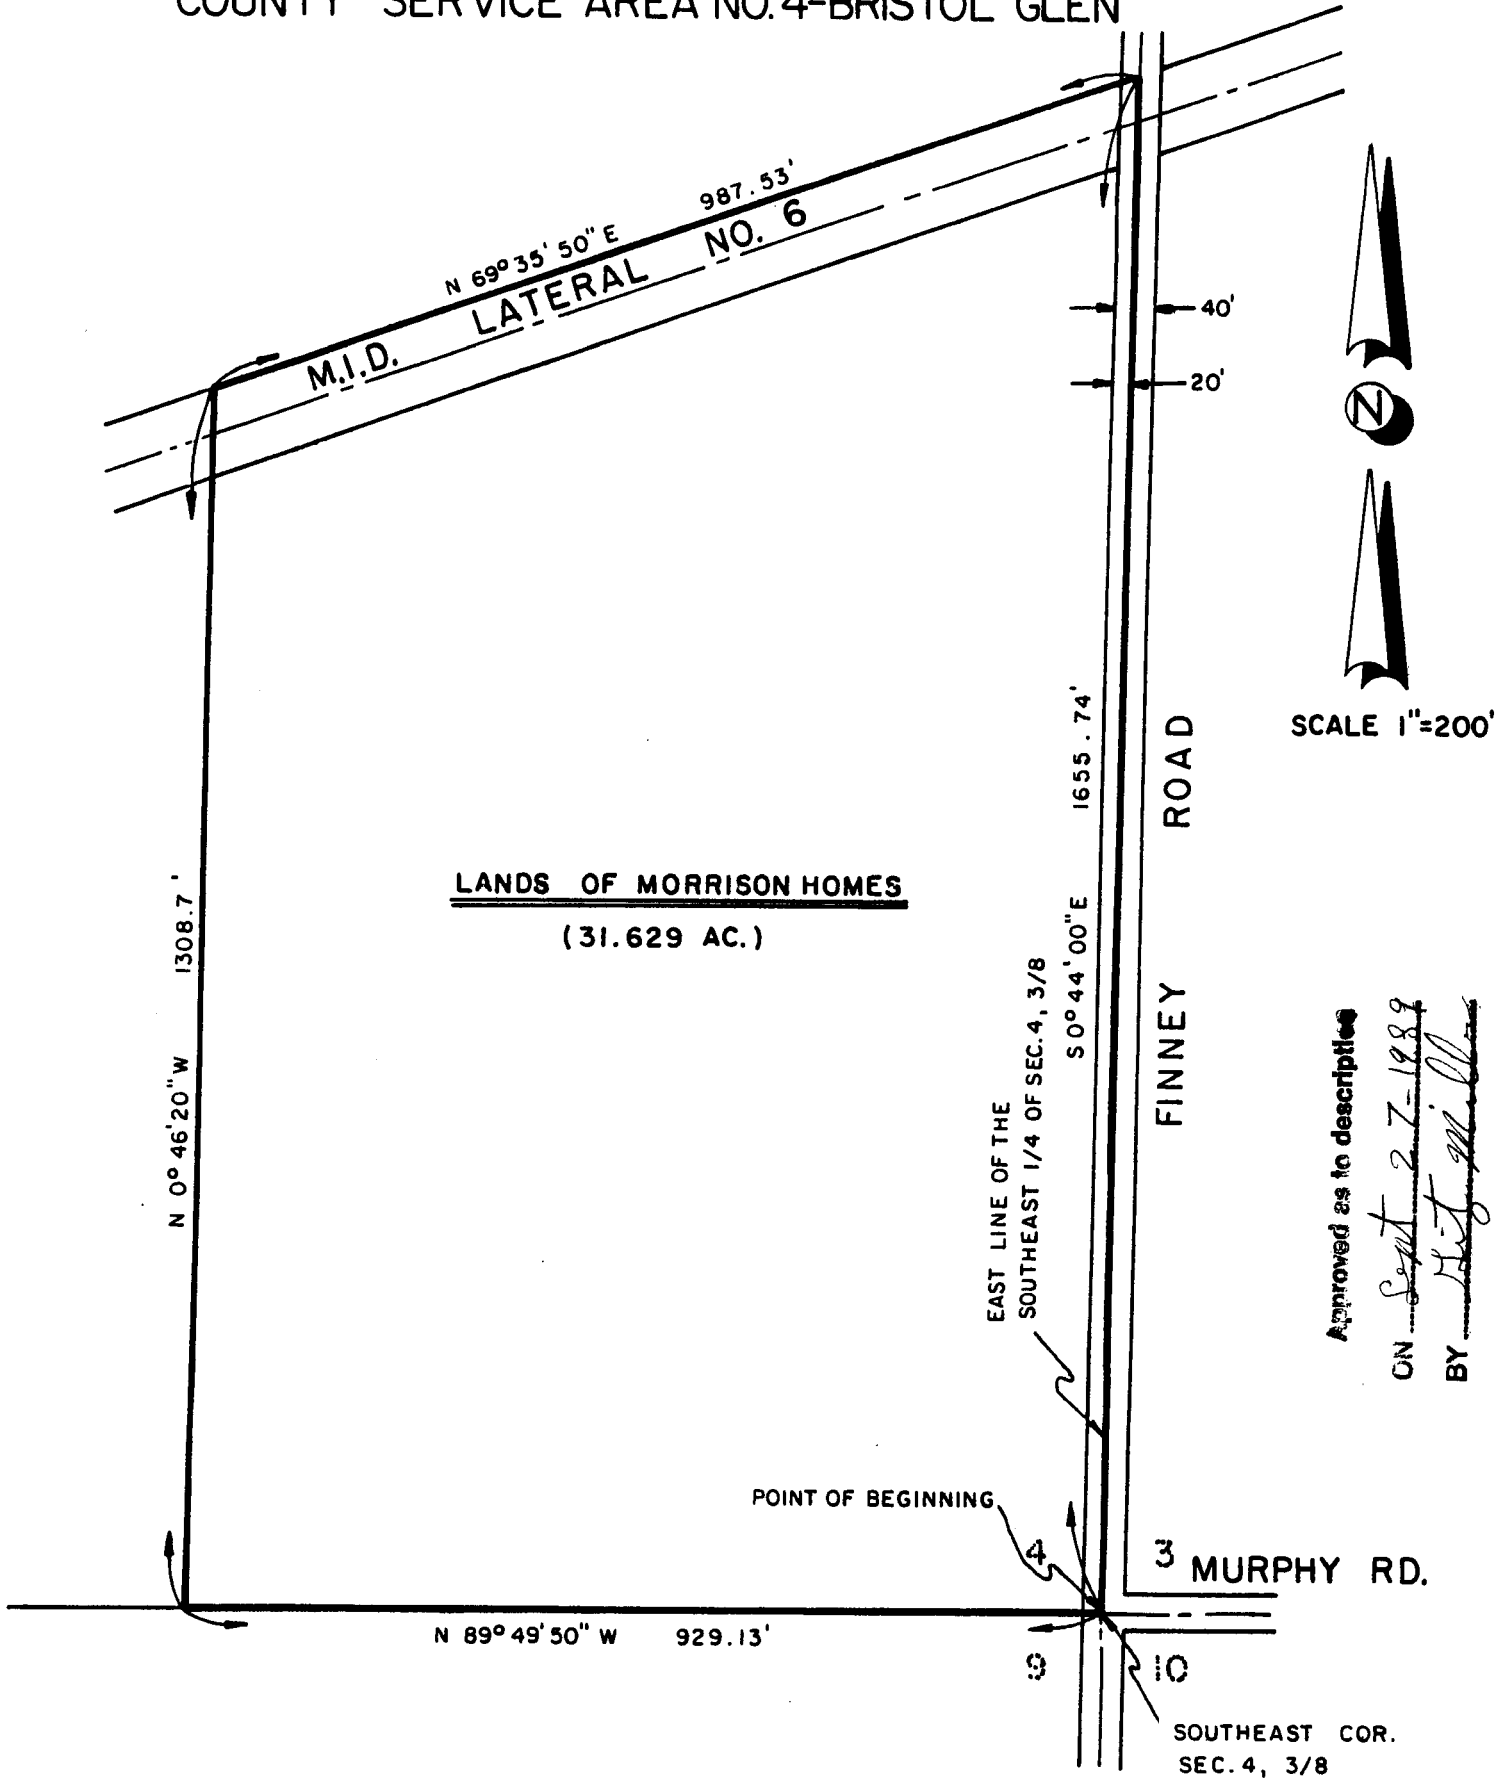 COUNTY SERVICE AREA NO. 4-BRISTOL GLEN
N 69° 35' 50" E 987.53'
M.I.D. LATERAL NO. 6
40'
20'
N
SCALE 1"=200'
1655.74'
S 0° 44' 00" E
FINNEY ROAD
LANDS OF MORRISON HOMES
(31.629 AC.)
N 0° 46' 20" W 1308.7'
EAST LINE OF THE
SOUTHEAST 1/4 OF SEC. 4, 3/8
Approved as to description
ON Sept 27-1989
BY Miller
POINT OF BEGINNING
4
3
MURPHY RD.
N 89° 49' 50" W 929.13'
9
10
SOUTHEAST COR.
SEC. 4, 3/8